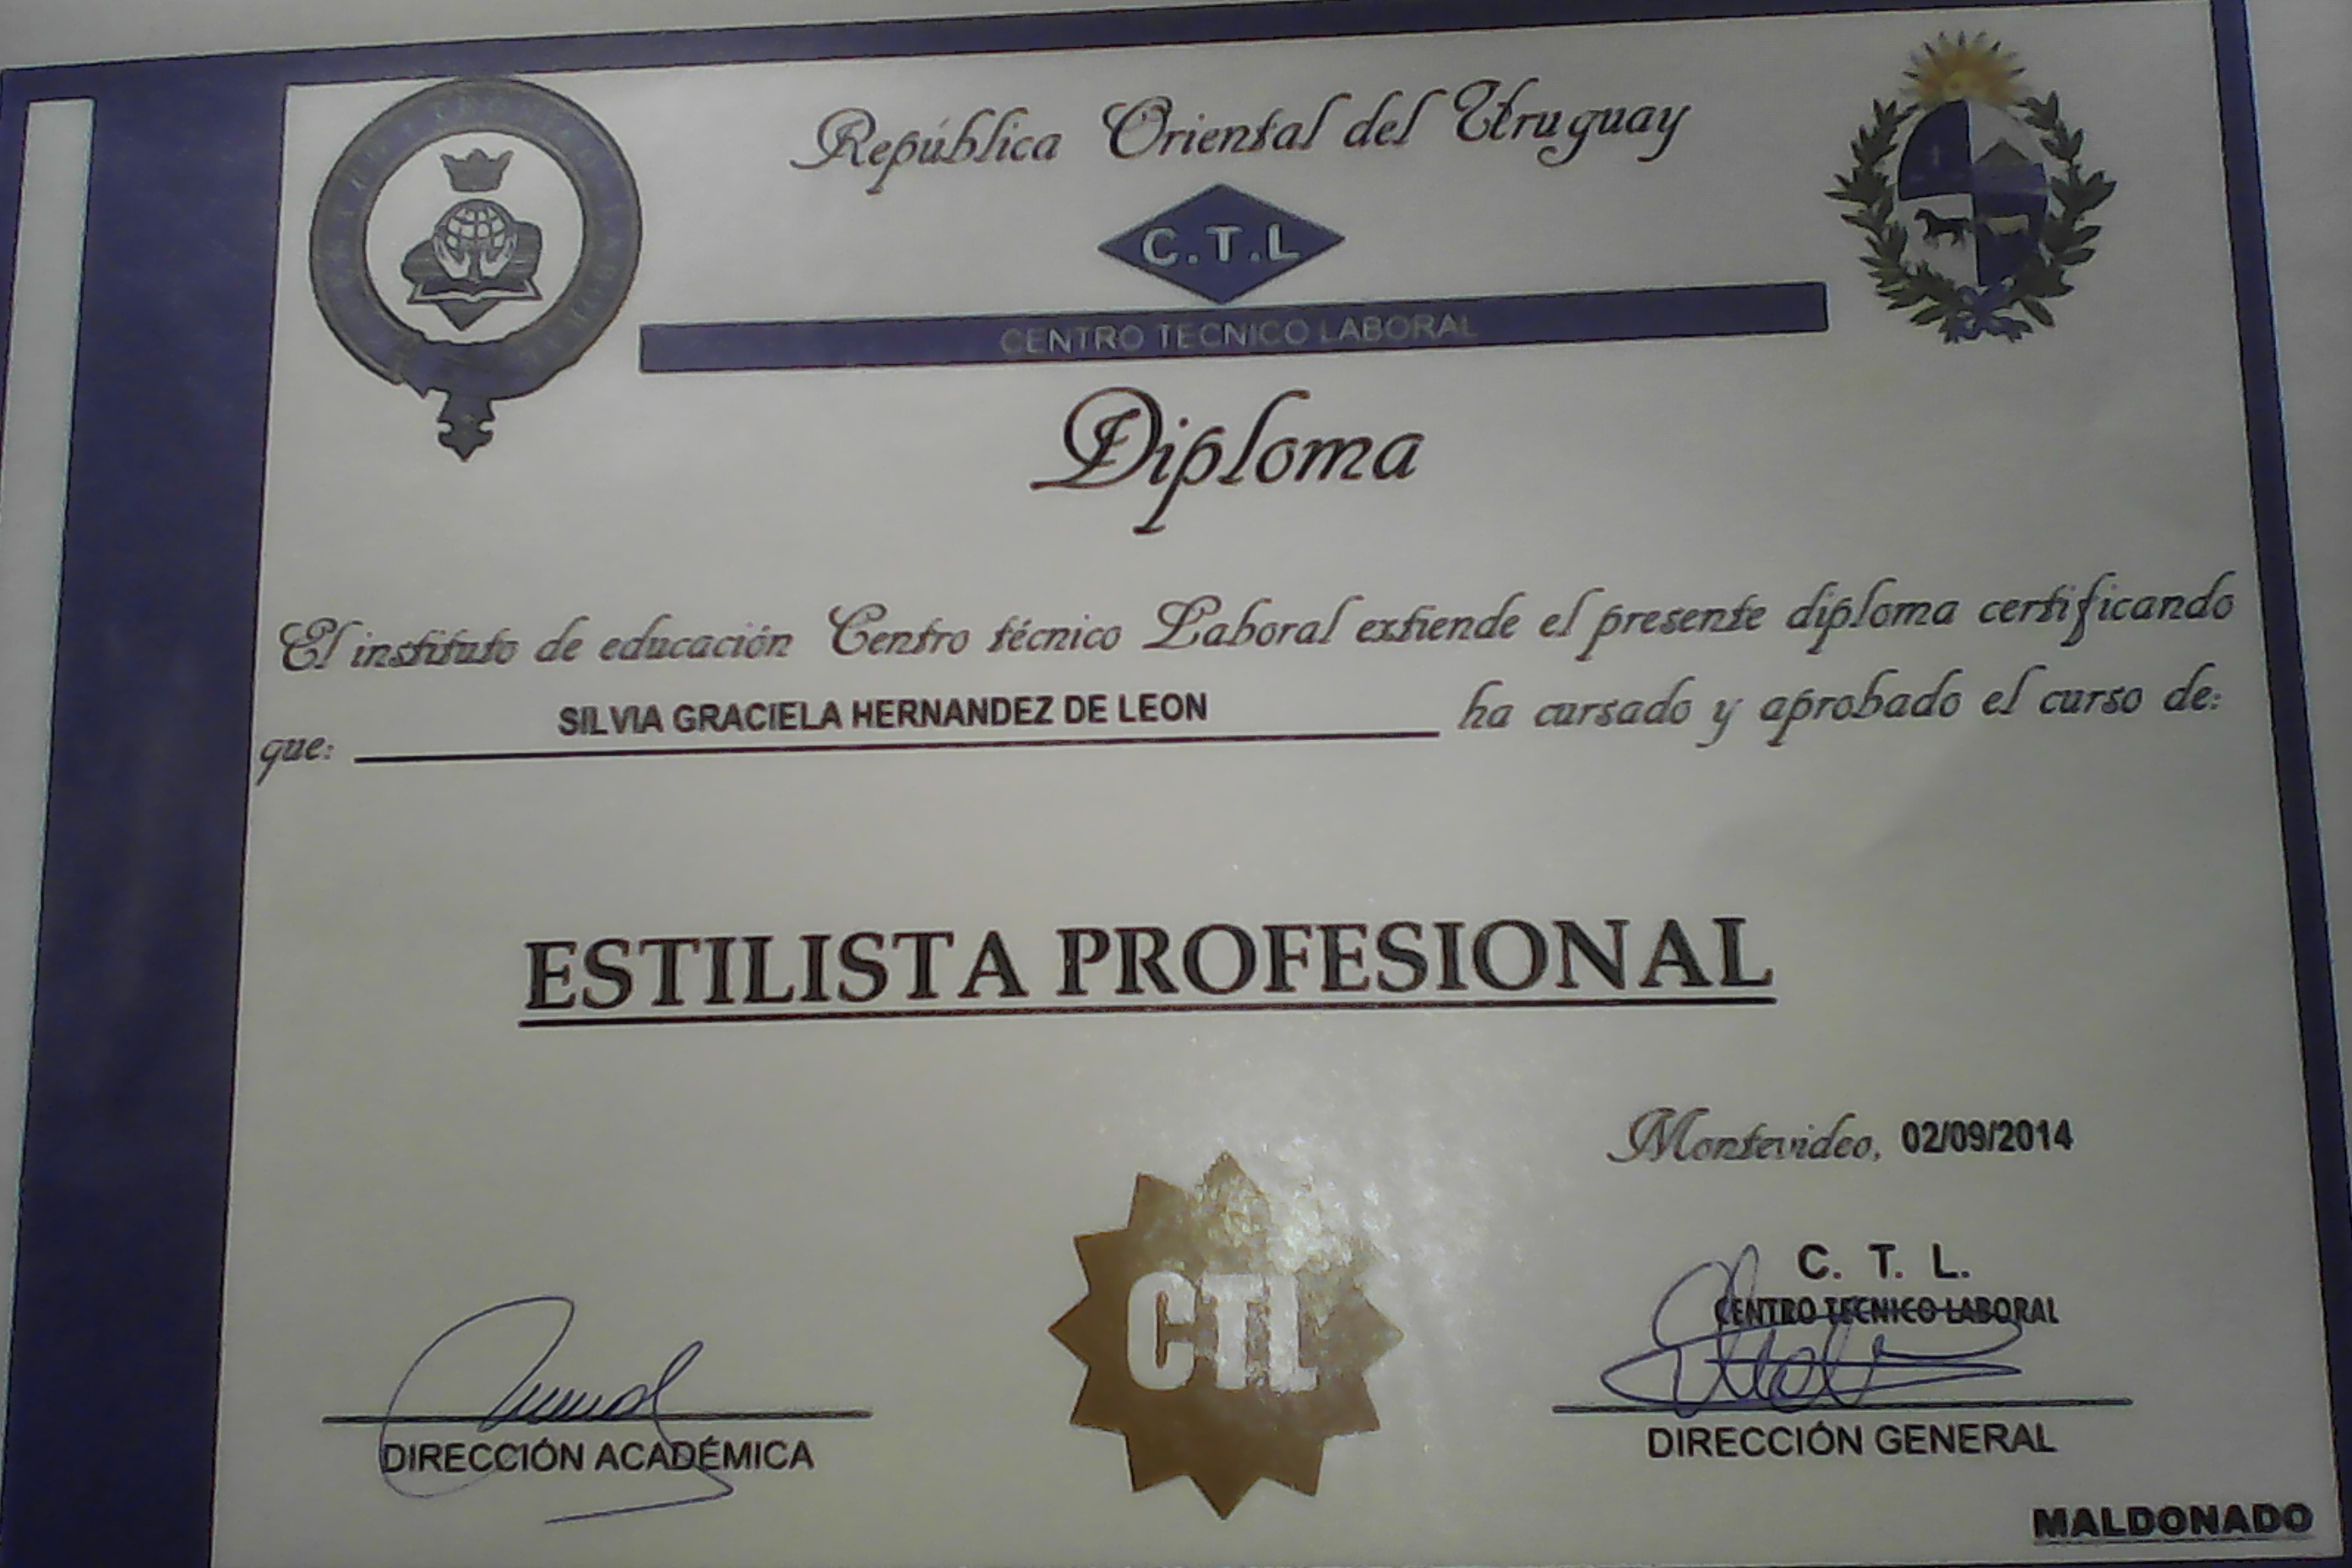 República Oriental del Uruguay
C.T.L
CENTRO TECNICO LABORAL
Diploma
El instituto de educación Centro técnico Laboral extiende el presente diploma certificando
que: SILVIA GRACIELA HERNANDEZ DE LEON ha cursado y aprobado el curso de:
ESTILISTA PROFESIONAL
Montevideo, 02/09/2014
CTL
C. T. L.
CENTRO TECNICO LABORAL
DIRECCIÓN ACADÉMICA
DIRECCIÓN GENERAL
MALDONADO